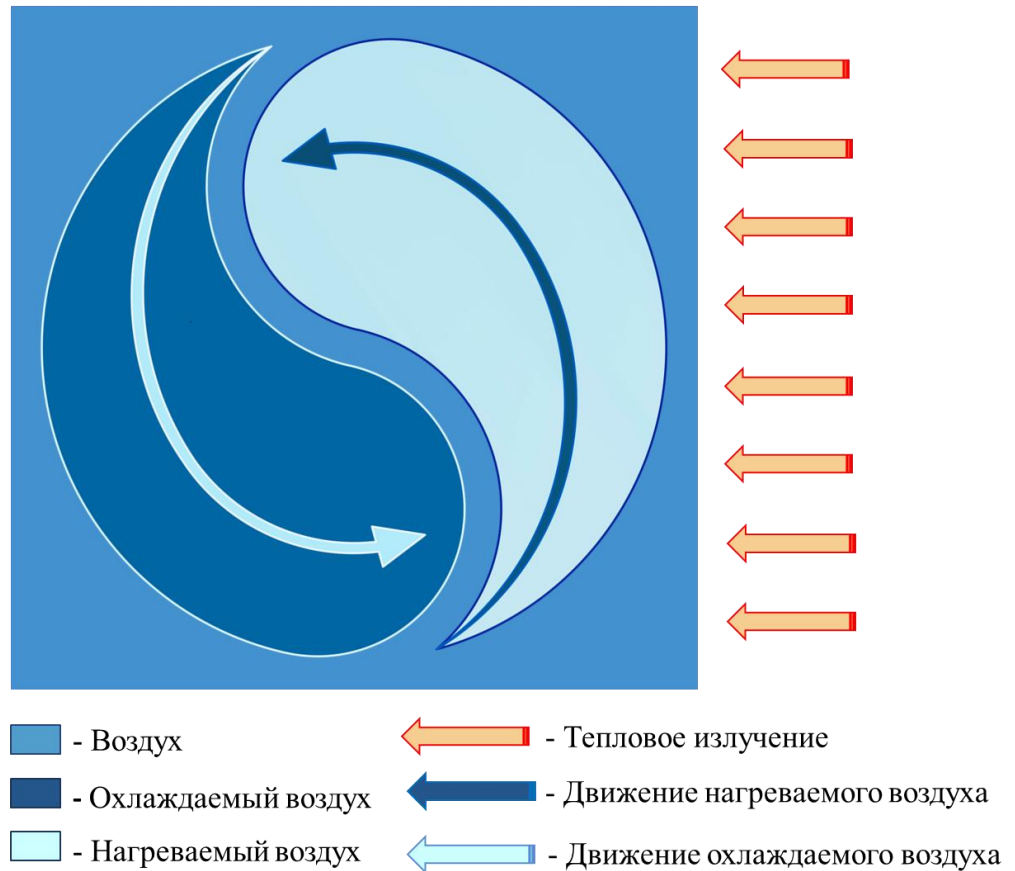 - Воздух
- Тепловое излучение
- Охлаждаемый воздух
- Движение нагреваемого воздуха
- Нагреваемый воздух
- Движение охлаждаемого воздуха